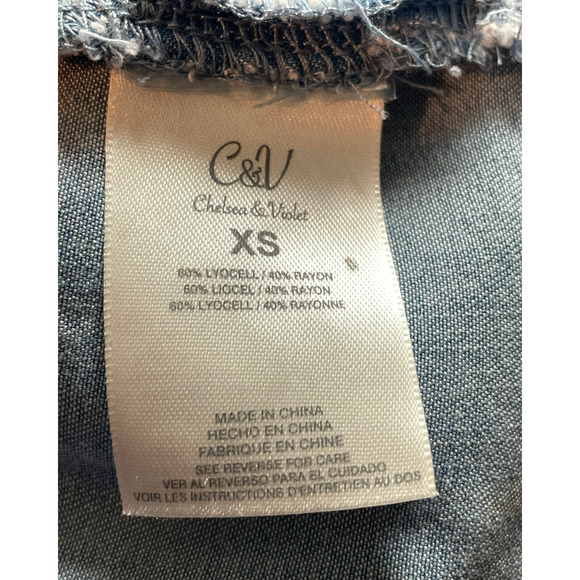 C&V
Chelsea & Violet
XS
60% LYOCELL / 40% RAYON
60% LIOCEL / 40% RAYON
60% LYOCELL / 40% RAYONNE
MADE IN CHINA
HECHO EN CHINA
FABRIQUE EN CHINE
SEE REVERSE FOR CARE
VER AL REVERSO PARA EL CUIDADO
VOIR LES INSTRUCTIONS D'ENTRETIEN AU DOS